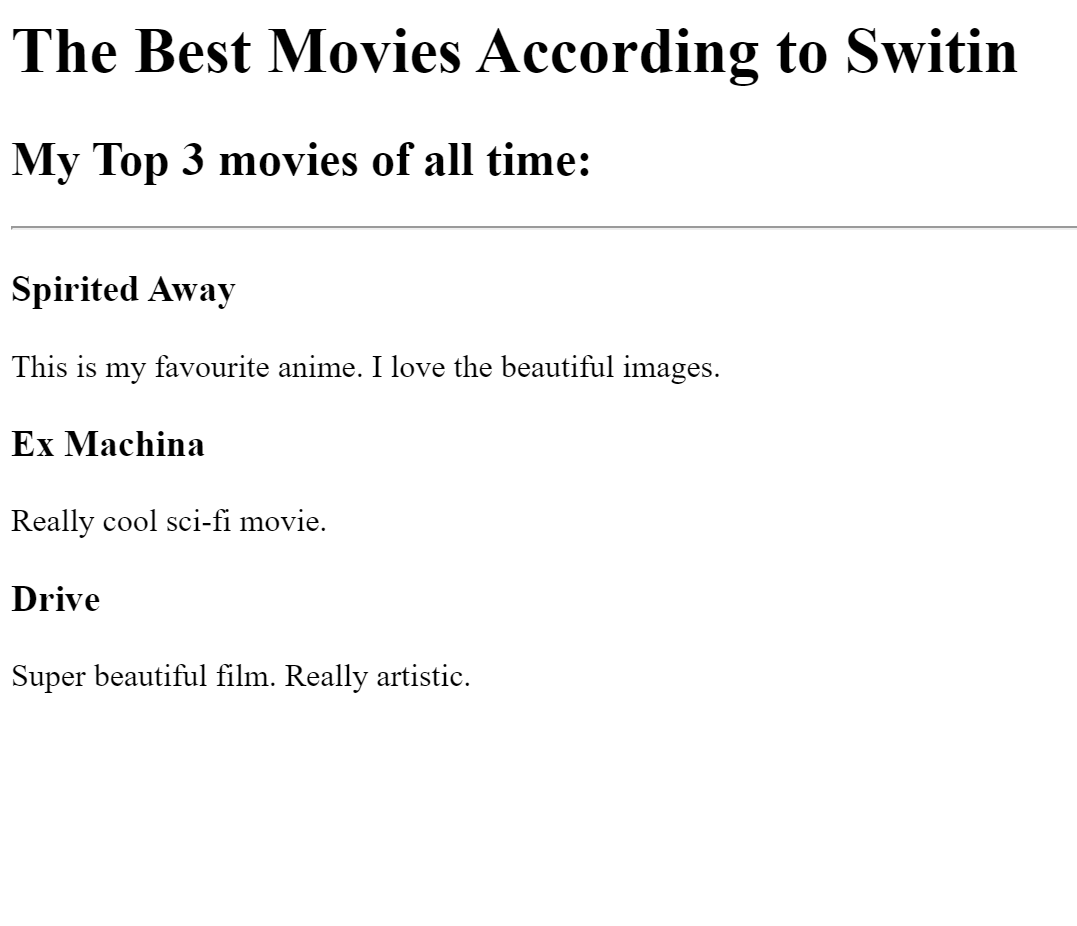 The Best Movies According to Switin
My Top 3 movies of all time:
Spirited Away
This is my favourite anime. I love the beautiful images.
Ex Machina
Really cool sci-fi movie.
Drive
Super beautiful film. Really artistic.